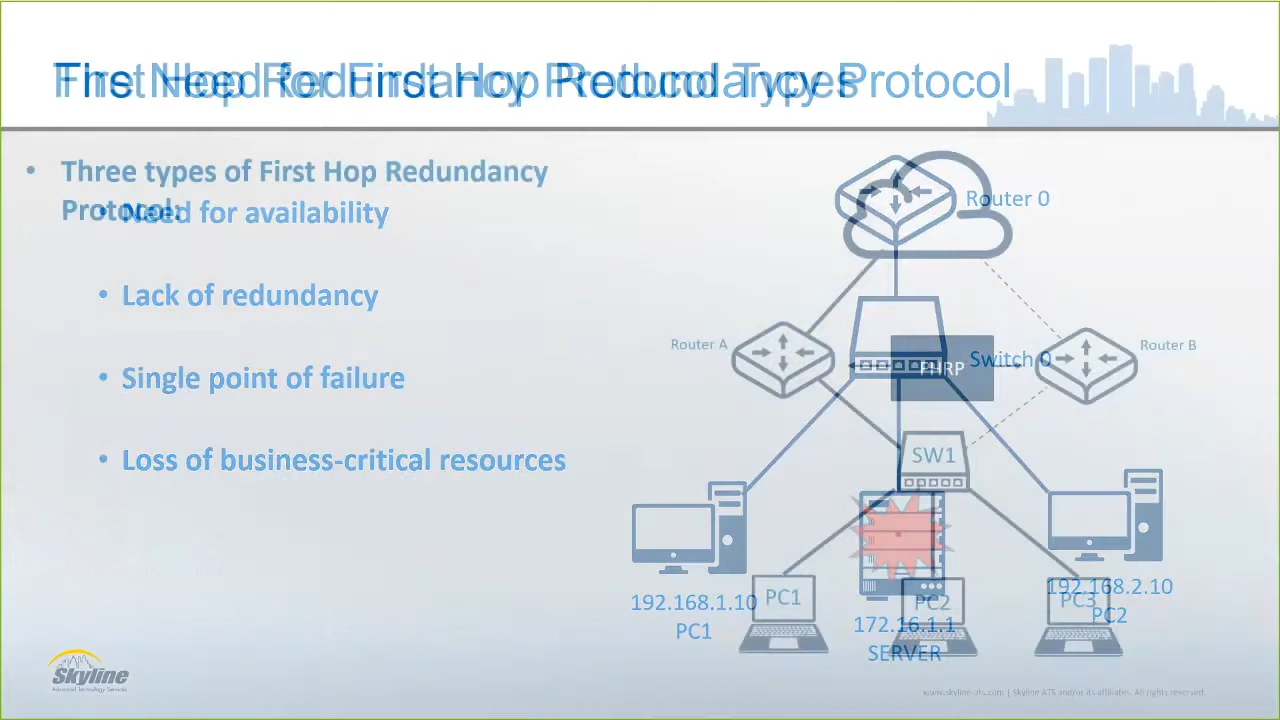 The Need for First Hop Redundancy Protocol
First Hop Redundancy Protocol Types
• Three types of First Hop Redundancy
Protocol:
• Need for availability
• Lack of redundancy
• Single point of failure
• Loss of business-critical resources
Router 0
Router A
Router B
FHRP
Switch 0
SW1
192.168.1.10
PC1
172.16.1.1
SERVER
192.168.2.10
PC2
PC1
PC2
PC3
Skyline
Advanced Technology Services
www.skyline-ats.com | Skyline ATS and/or its affiliates. All rights reserved.